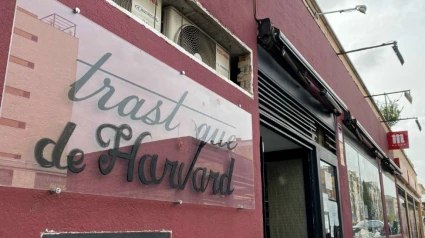 trast que
de Harvard
m